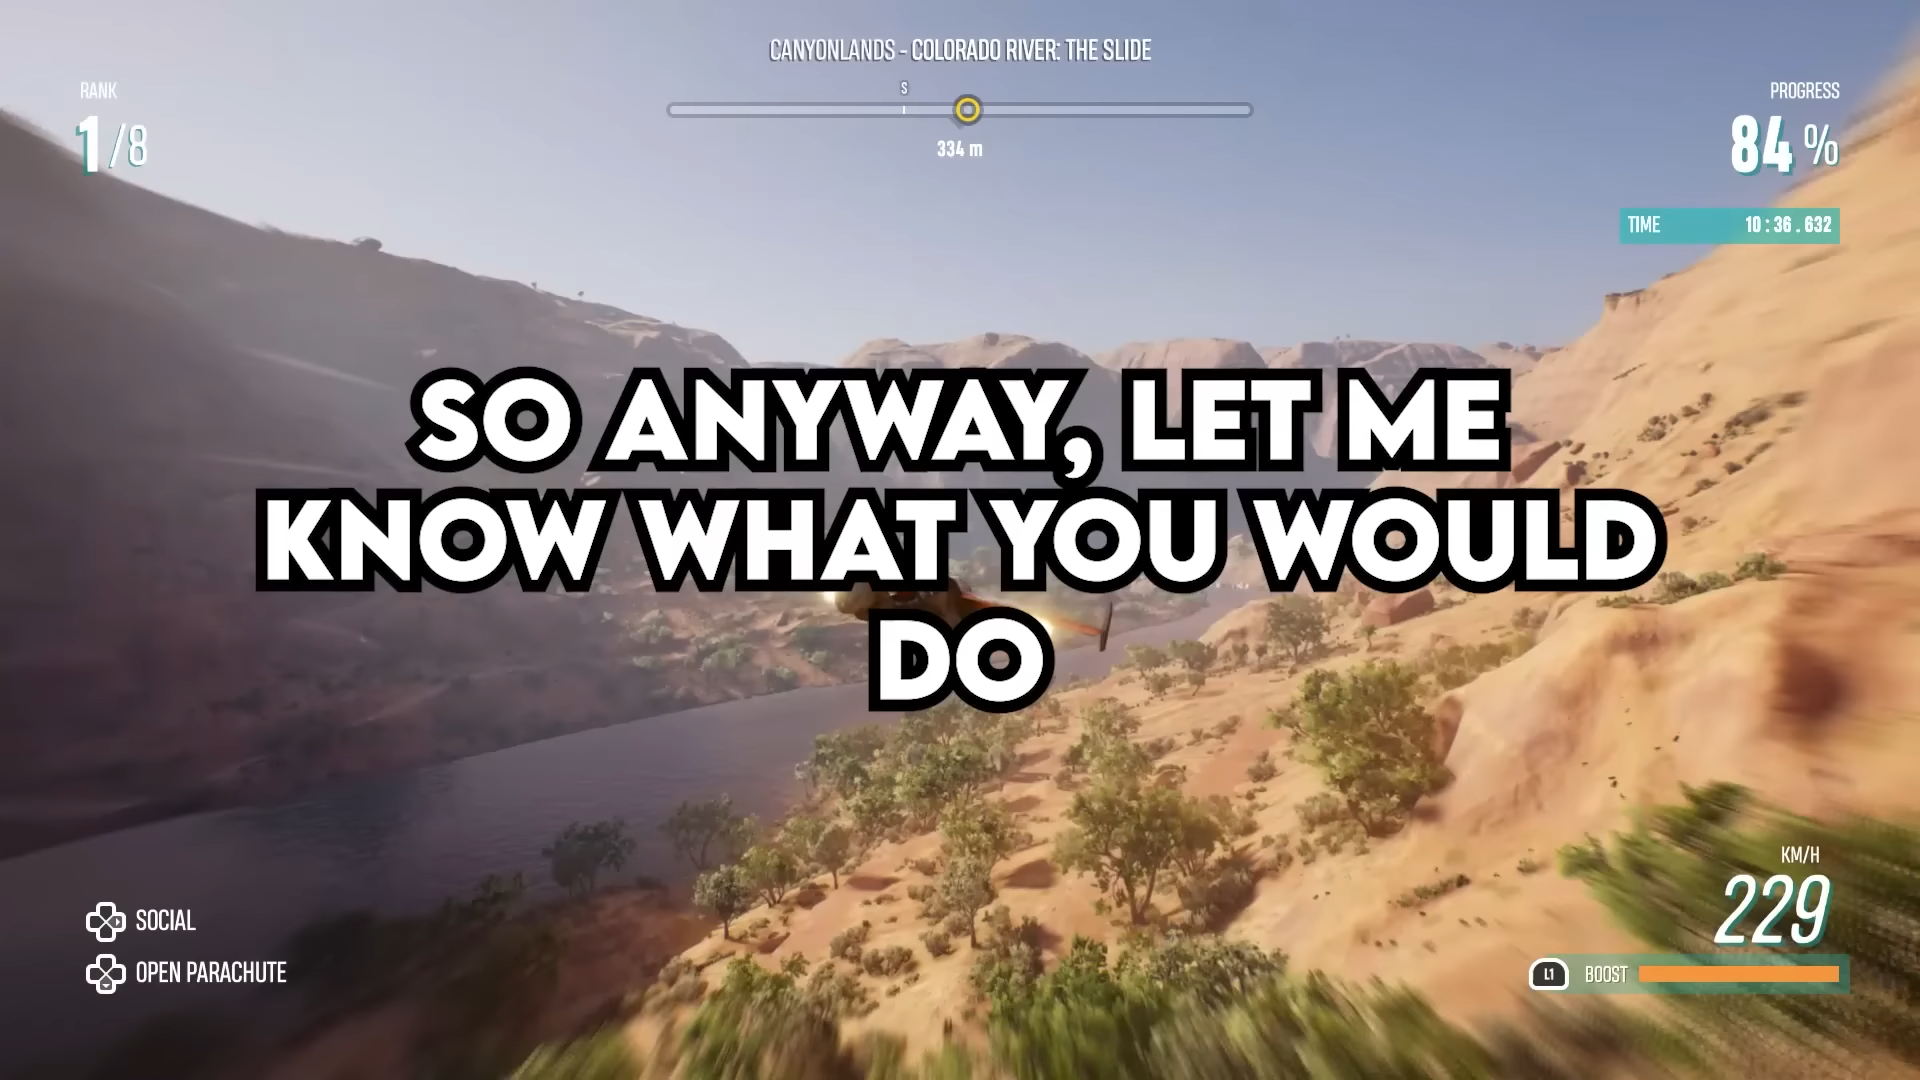 CANYONLANDS - COLORADO RIVER: THE SLIDE
RANK
1/8
S
334 m
PROGRESS
84 %
TIME 10:36.632
SO ANYWAY, LET ME
KNOW WHAT YOU WOULD
DO
SOCIAL
OPEN PARACHUTE
KM/H
229
L1 BOOST